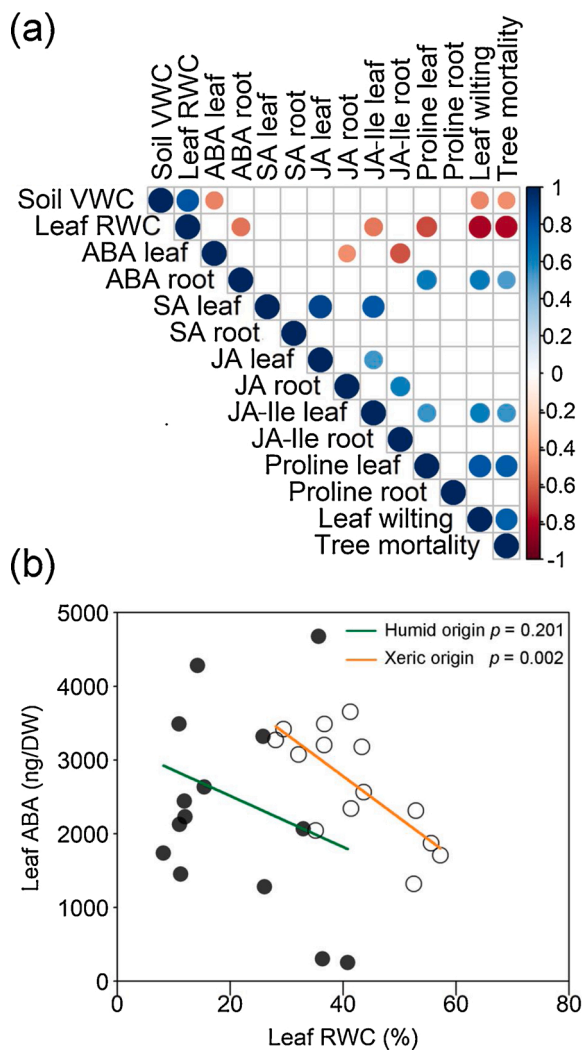 (a)
Soil VWC
Leaf RWC
ABA leaf
ABA root
SA leaf
SA root
JA leaf
JA root
JA-Ile leaf
JA-Ile root
Proline leaf
Proline root
Leaf wilting
Tree mortality
Soil VWC
Leaf RWC
ABA leaf
ABA root
SA leaf
SA root
JA leaf
JA root
JA-Ile leaf
JA-Ile root
Proline leaf
Proline root
Leaf wilting
Tree mortality
1
0.8
0.6
0.4
0.2
0
-0.2
-0.4
-0.6
-0.8
-1
(b)
5000
4000
3000
2000
1000
0
Leaf ABA (ng/DW)
Humid origin p = 0.201
Xeric origin p = 0.002
0 20 40 60 80
Leaf RWC (%)